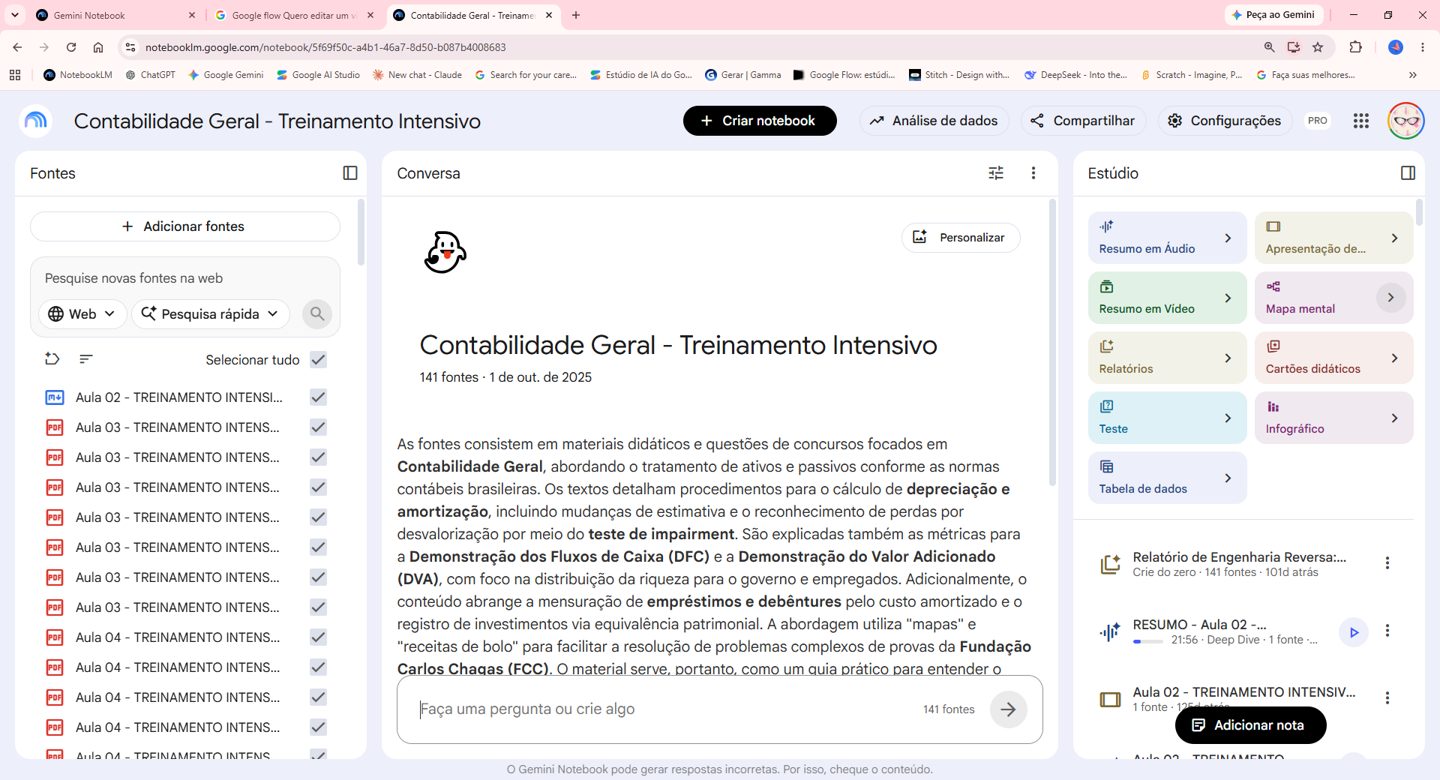 Gemini Notebook
Google flow Quero editar um v
Contabilidade Geral - Treiname
Peça ao Gemini
notebooklm.google.com/notebook/5f69f50c-a4b1-46a7-8d50-b087b4008683
NotebookLM
ChatGPT
Google Gemini
Google AI Studio
New chat - Claude
Search for your care...
Estúdio de IA do Go...
Gerar | Gamma
Google Flow: estúdi...
Stitch - Design with...
DeepSeek - Into the...
Scratch - Imagine, P...
Faça suas melhores...
Contabilidade Geral - Treinamento Intensivo
Criar notebook
Análise de dados
Compartilhar
Configurações
PRO
Fontes
Adicionar fontes
Pesquise novas fontes na web
Web
Pesquisa rápida
Selecionar tudo
Aula 02 - TREINAMENTO INTENSI...
Aula 03 - TREINAMENTO INTENS...
Aula 03 - TREINAMENTO INTENS...
Aula 03 - TREINAMENTO INTENS...
Aula 03 - TREINAMENTO INTENS...
Aula 03 - TREINAMENTO INTENS...
Aula 03 - TREINAMENTO INTENS...
Aula 03 - TREINAMENTO INTENS...
Aula 04 - TREINAMENTO INTENS...
Aula 04 - TREINAMENTO INTENS...
Aula 04 - TREINAMENTO INTENS...
Aula 04 - TREINAMENTO INTENS...
Aula 04 - TREINAMENTO INTENS...
Conversa
Personalizar
Contabilidade Geral - Treinamento Intensivo
141 fontes · 1 de out. de 2025
As fontes consistem em materiais didáticos e questões de concursos focados em
Contabilidade Geral, abordando o tratamento de ativos e passivos conforme as normas
contábeis brasileiras. Os textos detalham procedimentos para o cálculo de depreciação e
amortização, incluindo mudanças de estimativa e o reconhecimento de perdas por
desvalorização por meio do teste de impairment. São explicadas também as métricas para
a Demonstração dos Fluxos de Caixa (DFC) e a Demonstração do Valor Adicionado
(DVA), com foco na distribuição da riqueza para o governo e empregados. Adicionalmente, o
conteúdo abrange a mensuração de empréstimos e debêntures pelo custo amortizado e o
registro de investimentos via equivalência patrimonial. A abordagem utiliza "mapas" e
"receitas de bolo" para facilitar a resolução de problemas complexos de provas da Fundação
Carlos Chagas (FCC). O material serve, portanto, como um guia prático para entender o
Faça uma pergunta ou crie algo
141 fontes
O Gemini Notebook pode gerar respostas incorretas. Por isso, cheque o conteúdo.
Estúdio
Resumo em Áudio
Apresentação de...
Resumo em Vídeo
Mapa mental
Relatórios
Cartões didáticos
Teste
Infográfico
Tabela de dados
Relatório de Engenharia Reversa:...
Crie do zero · 141 fontes · 101d atrás
RESUMO - Aula 02 -...
21:56 · Deep Dive · 1 fonte ·...
Aula 02 - TREINAMENTO INTENSIV...
1 fonte · 125d atrás
Adicionar nota
Aula 02 - TREINAMENTO